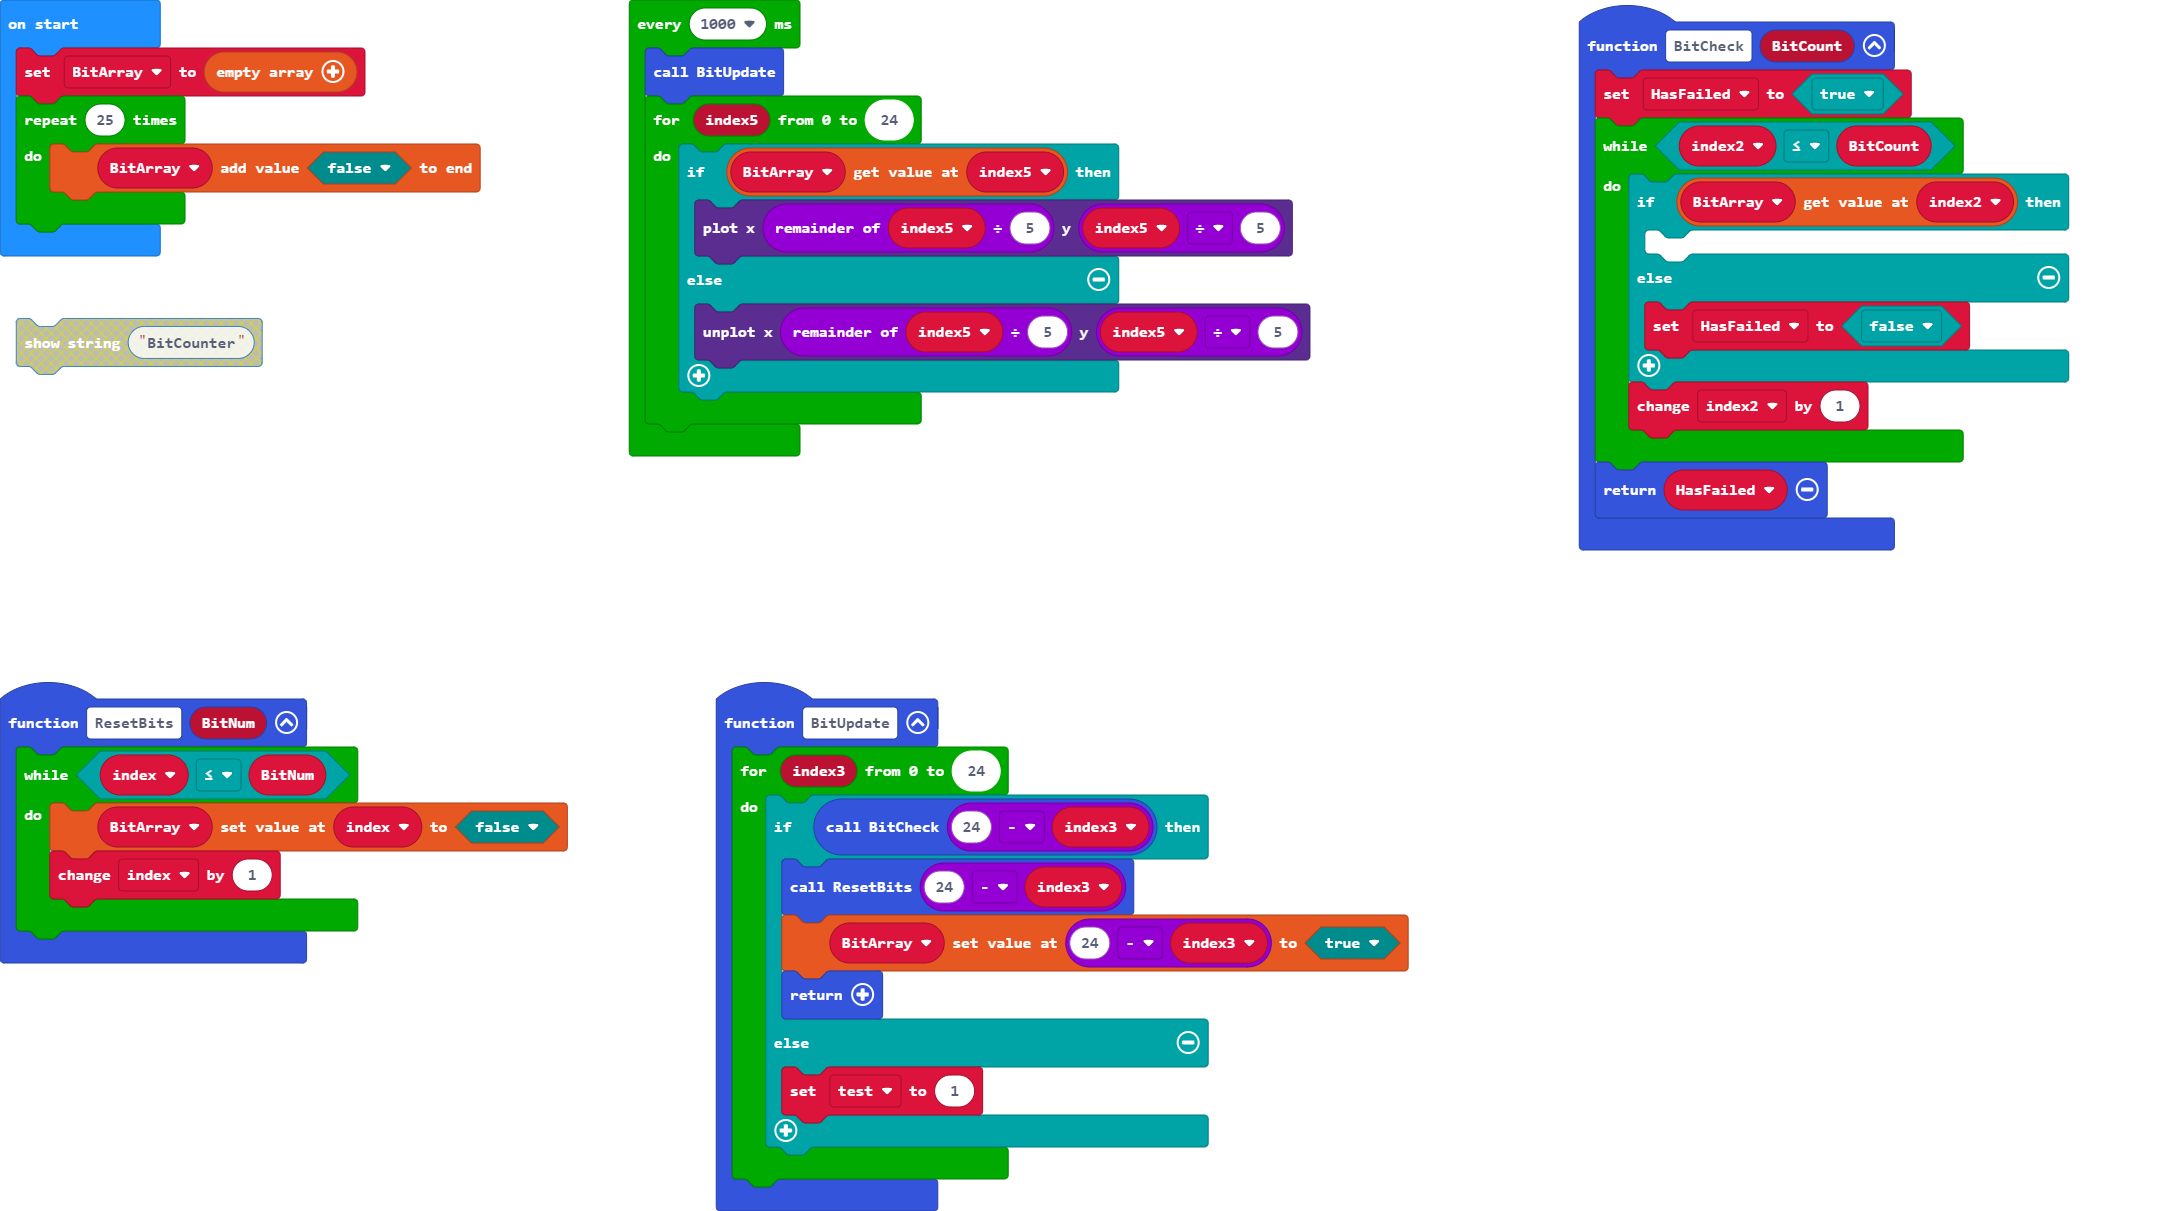 on start
set BitArray to empty array
repeat 25 times
do BitArray add value false to end
show string "BitCounter"
every 1000 ms
call BitUpdate
for index5 from 0 to 24
do if BitArray get value at index5 then
plot x remainder of index5 ÷ 5 y index5 ÷ 5
else
unplot x remainder of index5 ÷ 5 y index5 ÷ 5
function BitCheck BitCount
set HasFailed to true
while index2 ≤ BitCount
do if BitArray get value at index2 then
else
set HasFailed to false
change index2 by 1
return HasFailed
function ResetBits BitNum
while index ≤ BitNum
do BitArray set value at index to false
change index by 1
function BitUpdate
for index3 from 0 to 24
do if call BitCheck 24 - index3 then
call ResetBits 24 - index3
BitArray set value at 24 - index3 to true
return
else
set test to 1